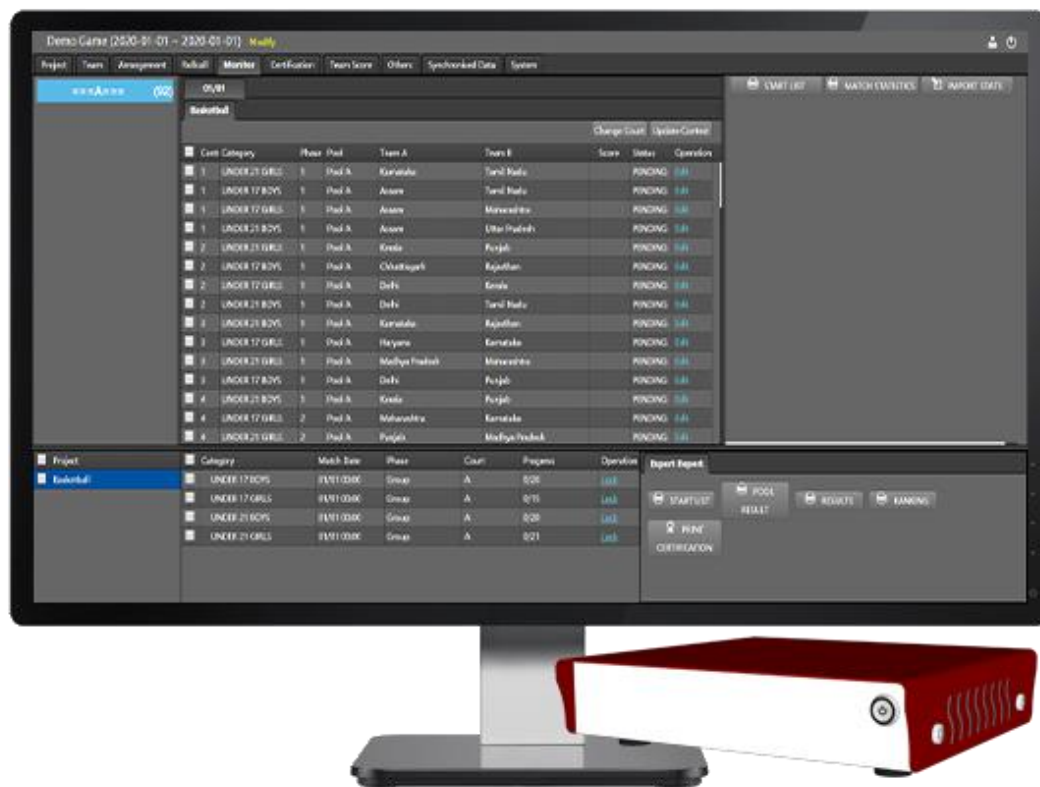 Demo Game (2020-01-01 ~ 2020-01-01) Modify
Project Team Arrangement Rollcall Monitor Certification Team Score Others Synchronised Data System
===A=== (92)
01/01
Basketball
START LIST MATCH STATISTICS IMPORT STATS
Change Court Update Contest
Cont Category Phase Pool Team A Team B Score Status Operation
1 UNDER 21 GIRLS 1 Pool A Karnataka Tamil Nadu PENDING Edit
1 UNDER 17 BOYS 1 Pool A Assam Tamil Nadu PENDING Edit
1 UNDER 17 GIRLS 1 Pool A Assam Maharashtra PENDING Edit
1 UNDER 21 BOYS 1 Pool A Assam Uttar Pradesh PENDING Edit
2 UNDER 21 GIRLS 1 Pool A Kerala Punjab PENDING Edit
2 UNDER 17 BOYS 1 Pool A Chhattisgarh Rajasthan PENDING Edit
2 UNDER 17 GIRLS 1 Pool A Delhi Kerala PENDING Edit
2 UNDER 21 BOYS 1 Pool A Delhi Tamil Nadu PENDING Edit
3 UNDER 21 BOYS 1 Pool A Karnataka Rajasthan PENDING Edit
3 UNDER 17 GIRLS 1 Pool A Haryana Karnataka PENDING Edit
3 UNDER 21 GIRLS 1 Pool A Madhya Pradesh Maharashtra PENDING Edit
3 UNDER 17 BOYS 1 Pool A Delhi Punjab PENDING Edit
4 UNDER 21 BOYS 1 Pool A Kerala Punjab PENDING Edit
4 UNDER 17 GIRLS 2 Pool A Maharashtra Karnataka PENDING Edit
4 UNDER 21 GIRLS 2 Pool A Punjab Madhya Pradesh PENDING Edit
Project
Basketball
Category Match Date Phase Court Progress Operation
UNDER 17 BOYS 01/01 00:00 Group A 0/20 Lock
UNDER 17 GIRLS 01/01 00:00 Group A 0/15 Lock
UNDER 21 BOYS 01/01 00:00 Group A 0/20 Lock
UNDER 21 GIRLS 01/01 00:00 Group A 0/21 Lock
Export Report
STARTLIST POOL RESULT RESULTS RANKING
PRINT CERTIFICATION